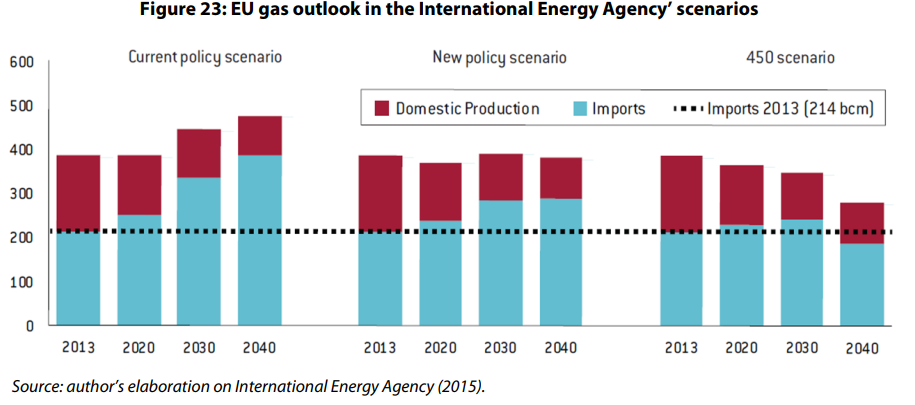 Figure 23: EU gas outlook in the International Energy Agency’ scenarios
Current policy scenario New policy scenario 450 scenario
Domestic Production Imports Imports 2013 (214 bcm)
600
500
400
300
200
100
0
2013 2020 2030 2040 2013 2020 2030 2040 2013 2020 2030 2040
Source: author’s elaboration on International Energy Agency (2015).